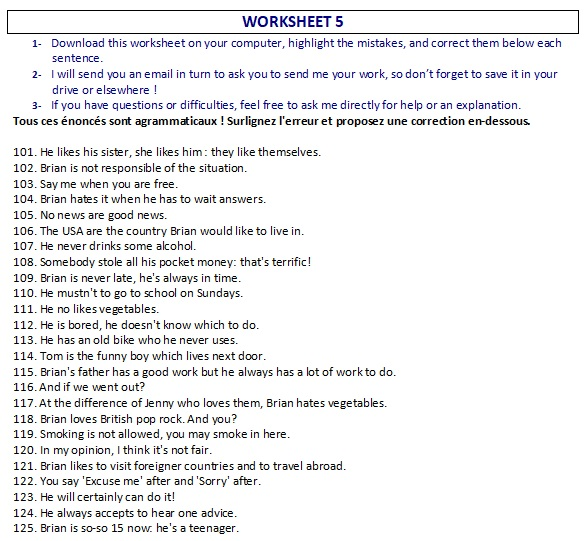 WORKSHEET 5
1- Download this worksheet on your computer, highlight the mistakes, and correct them below each
sentence.
2- I will send you an email in turn to ask you to send me your work, so don't forget to save it in your
drive or elsewhere !
3- If you have questions or difficulties, feel free to ask me directly for help or an explanation.
Tous ces énoncés sont agrammaticaux ! Surlignez l'erreur et proposez une correction en-dessous.
101. He likes his sister, she likes him : they like themselves.
102. Brian is not responsible of the situation.
103. Say me when you are free.
104. Brian hates it when he has to wait answers.
105. No news are good news.
106. The USA are the country Brian would like to live in.
107. He never drinks some alcohol.
108. Somebody stole all his pocket money: that's terrific!
109. Brian is never late, he's always in time.
110. He mustn't to go to school on Sundays.
111. He no likes vegetables.
112. He is bored, he doesn't know which to do.
113. He has an old bike who he never uses.
114. Tom is the funny boy which lives next door.
115. Brian's father has a good work but he always has a lot of work to do.
116. And if we went out?
117. At the difference of Jenny who loves them, Brian hates vegetables.
118. Brian loves British pop rock. And you?
119. Smoking is not allowed, you may smoke in here.
120. In my opinion, I think it's not fair.
121. Brian likes to visit foreigner countries and to travel abroad.
122. You say 'Excuse me' after and 'Sorry' after.
123. He will certainly can do it!
124. He always accepts to hear one advice.
125. Brian is so-so 15 now: he's a teenager.